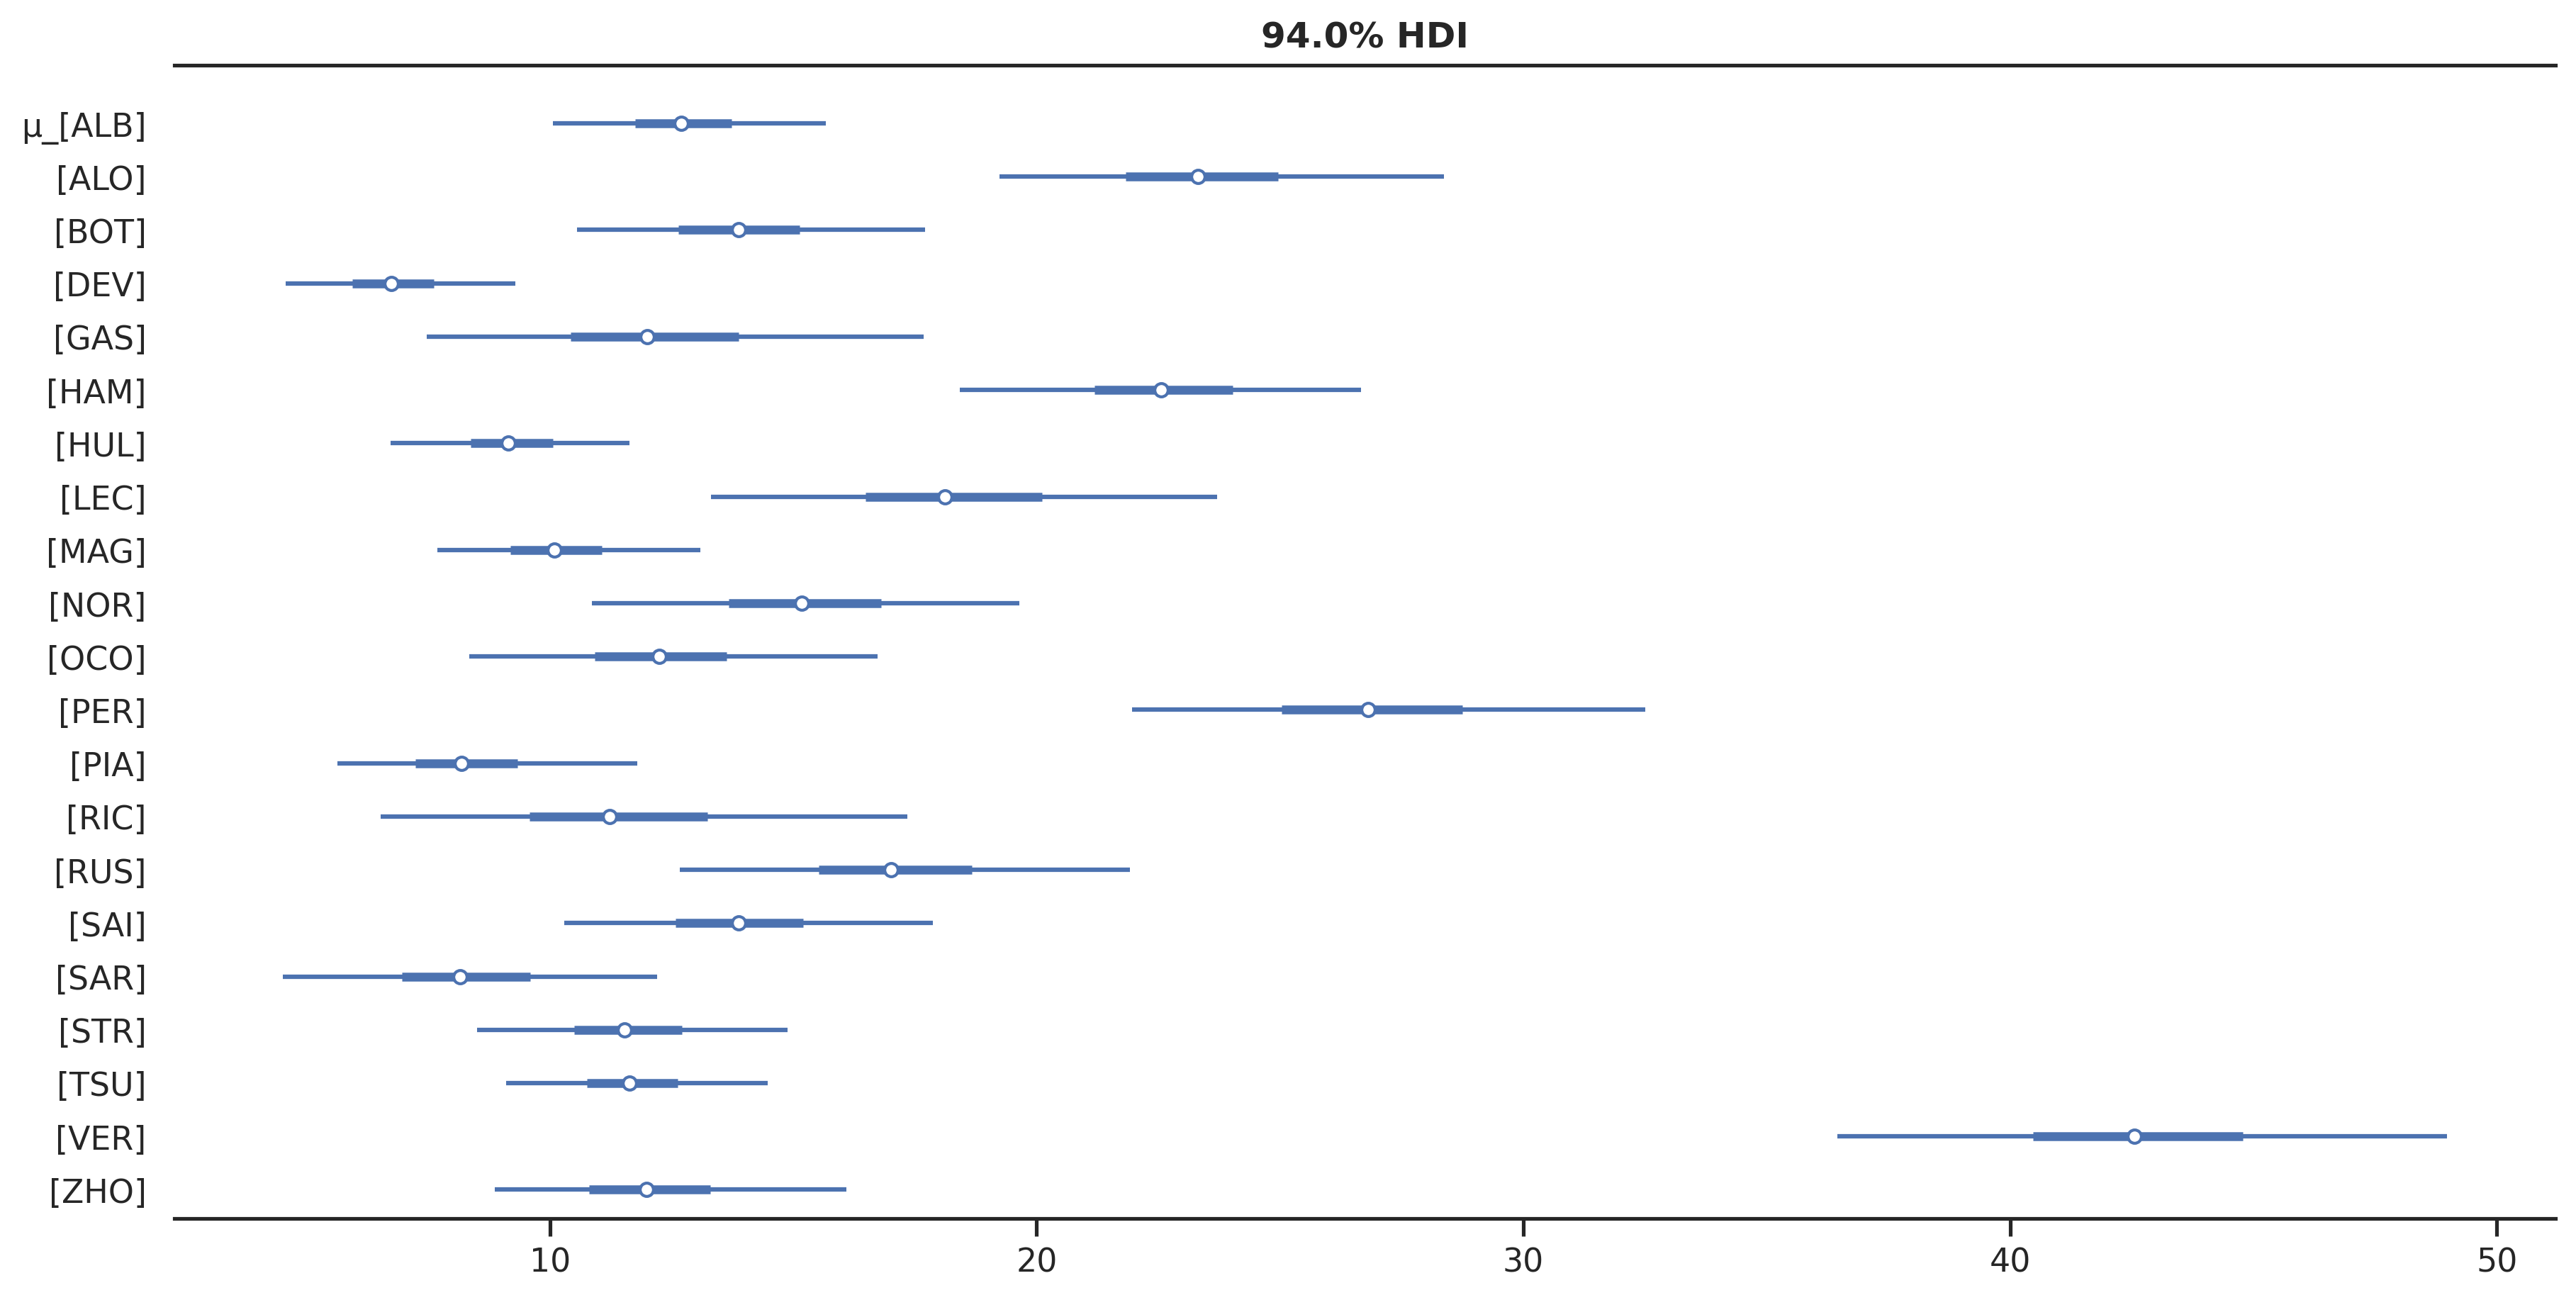 94.0% HDI
μ_[ALB]
[ALO]
[BOT]
[DEV]
[GAS]
[HAM]
[HUL]
[LEC]
[MAG]
[NOR]
[OCO]
[PER]
[PIA]
[RIC]
[RUS]
[SAI]
[SAR]
[STR]
[TSU]
[VER]
[ZHO]
10 20 30 40 50